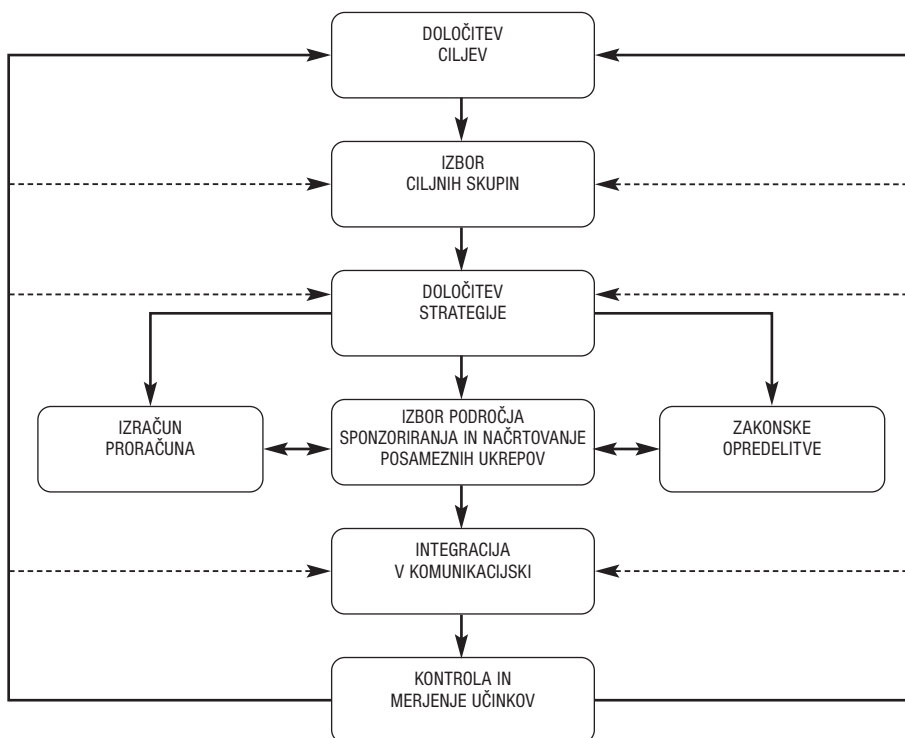 DOLOČITEV
CILJEV
IZBOR
CILJNIH SKUPIN
DOLOČITEV
STRATEGIJE
IZRAČUN
PRORAČUNA
IZBOR PODROČJA
SPONZORIRANJA IN NAČRTOVANJE
POSAMEZNIH UKREPOV
ZAKONSKE
OPREDELITVE
INTEGRACIJA
V KOMUNIKACIJSKI
KONTROLA IN
MERJENJE UČINKOV